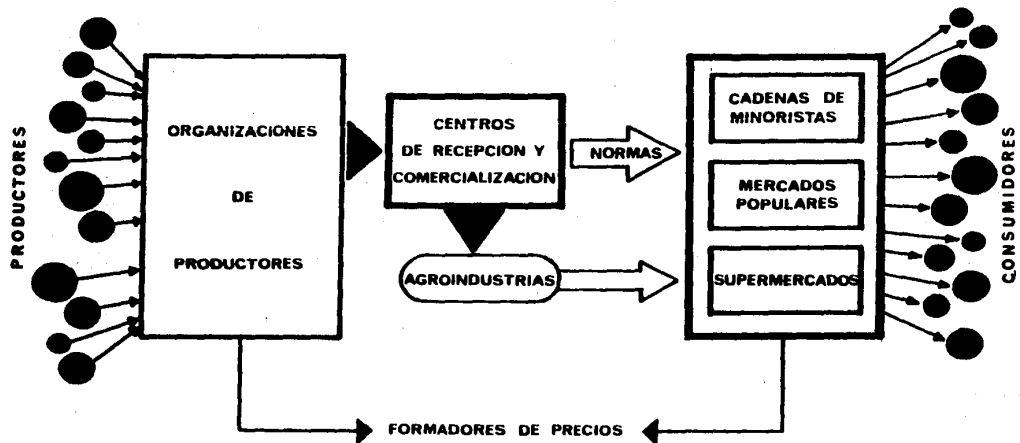 PRODUCTORES
ORGANIZACIONES
DE
PRODUCTORES
CENTROS
DE RECEPCION Y
COMERCIALIZACION
NORMAS
AGROINDUSTRIAS
CADENAS DE
MINORISTAS
MERCADOS
POPULARES
SUPERMERCADOS
CONSUMIDORES
FORMADORES DE PRECIOS